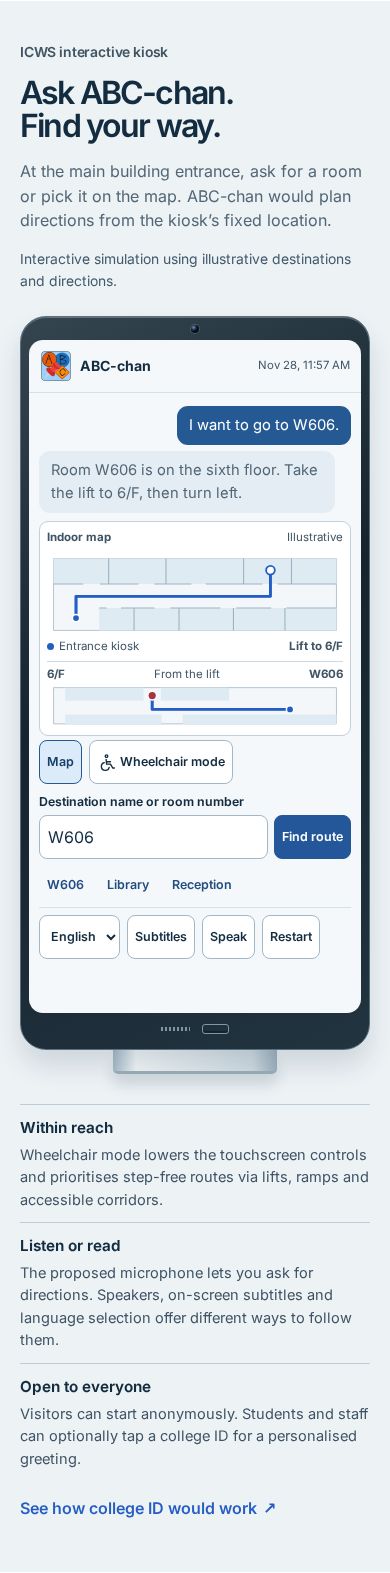 ICWS interactive kiosk
Ask ABC-chan.
Find your way.
At the main building entrance, ask for a room
or pick it on the map. ABC-chan would plan
directions from the kiosk’s fixed location.
Interactive simulation using illustrative destinations
and directions.
ABC-chan
Nov 28, 11:57 AM
I want to go to W606.
Room W606 is on the sixth floor. Take
the lift to 6/F, then turn left.
Indoor map
Illustrative
Entrance kiosk
Lift to 6/F
6/F
From the lift
W606
Map
Wheelchair mode
Destination name or room number
W606
Find route
W606
Library
Reception
English
Subtitles
Speak
Restart
Within reach
Wheelchair mode lowers the touchscreen controls
and prioritises step-free routes via lifts, ramps and
accessible corridors.
Listen or read
The proposed microphone lets you ask for
directions. Speakers, on-screen subtitles and
language selection offer different ways to follow
them.
Open to everyone
Visitors can start anonymously. Students and staff
can optionally tap a college ID for a personalised
greeting.
See how college ID would work ↗